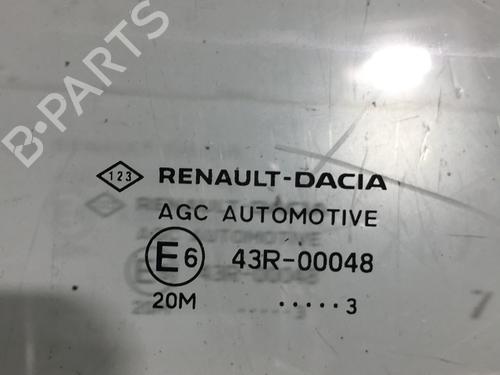 B-PARTS
123 RENAULT-DACIA
AGC AUTOMOTIVE
E6 43R-00048
20M ·····3